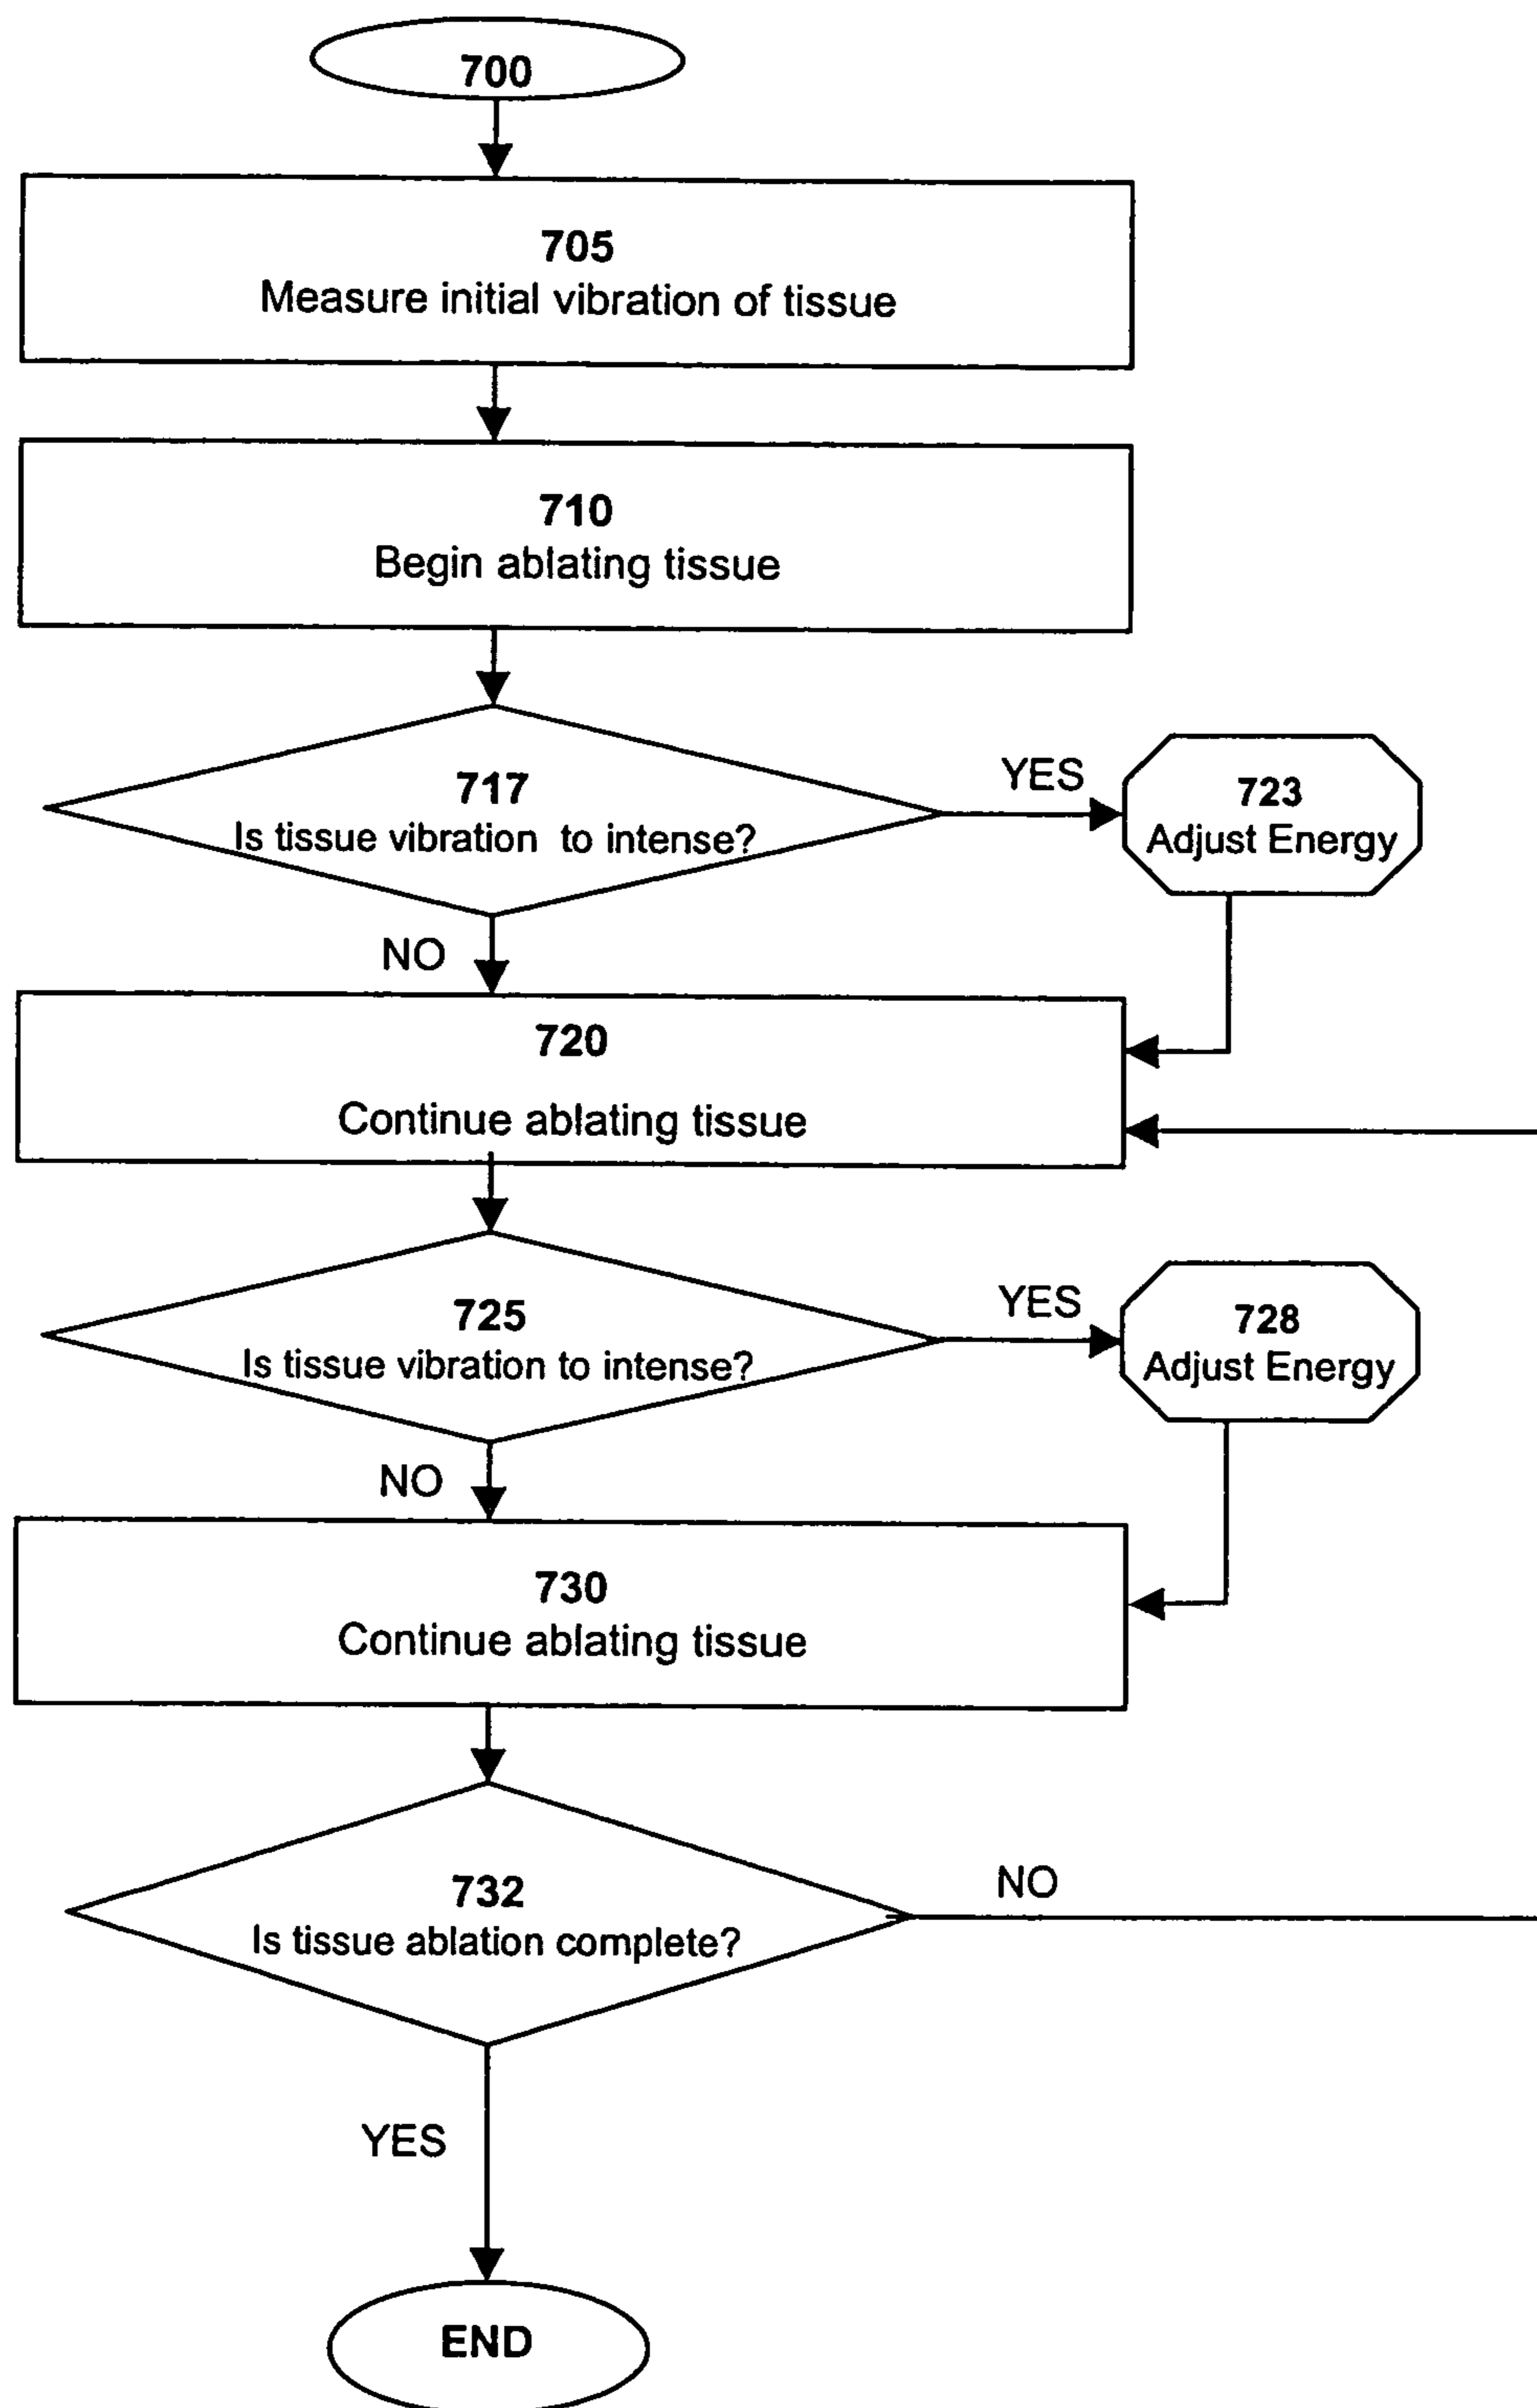 700
705
Measure initial vibration of tissue
710
Begin ablating tissue
717
Is tissue vibration to intense?
YES
723
Adjust Energy
NO
720
Continue ablating tissue
725
Is tissue vibration to intense?
YES
728
Adjust Energy
NO
730
Continue ablating tissue
732
Is tissue ablation complete?
NO
YES
END